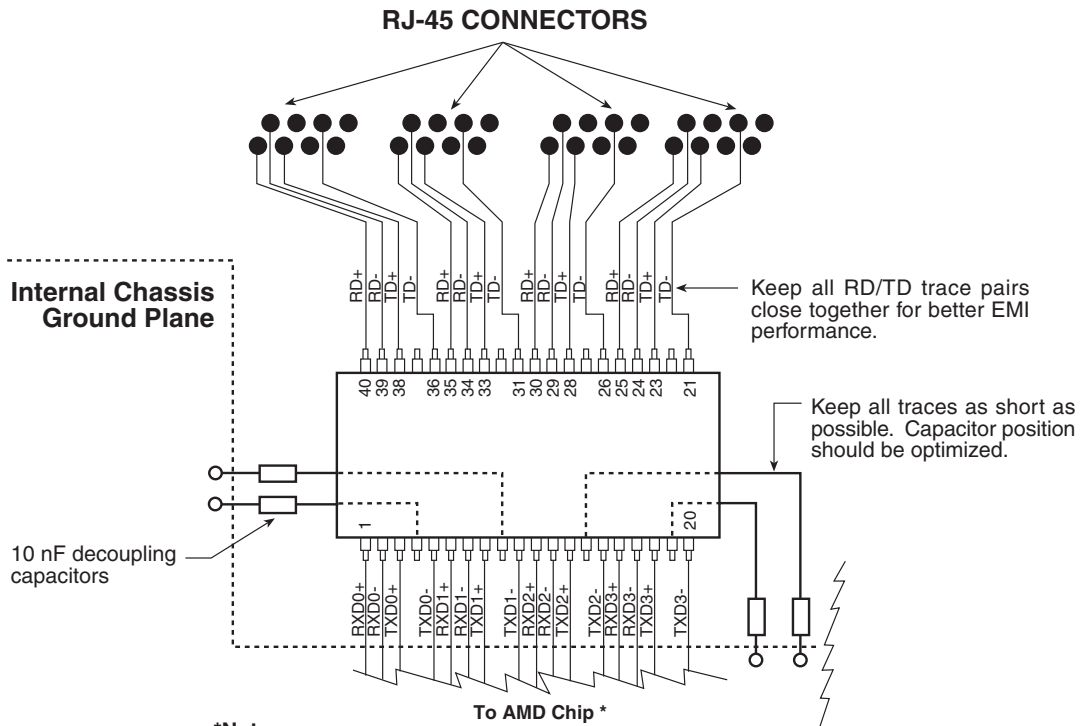 RJ-45 CONNECTORS
RD+ RD- TD+ TD- RD+ RD- TD+ TD- RD+ RD- TD+ TD- RD+ RD- TD+ TD-
Internal Chassis
Ground Plane
Keep all RD/TD trace pairs
close together for better EMI
performance.
40 39 38 36 35 34 33 31 30 29 28 26 25 24 23 21
Keep all traces as short as
possible. Capacitor position
should be optimized.
1 20
10 nF decoupling
capacitors
RXD0+ RXD0- TXD0+ TXD0- RXD1+ RXD1- TXD1+ TXD1- RXD2+ RXD2- TXD2+ TXD2- RXD3+ RXD3- TXD3+ TXD3-
To AMD Chip *